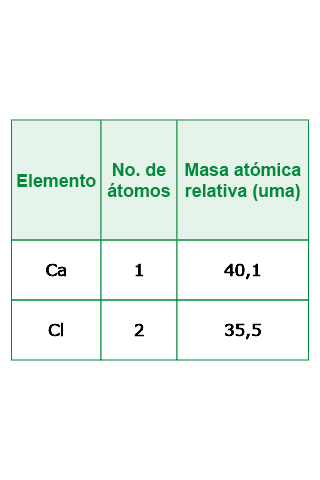 Elemento No. de átomos Masa atómica relativa (uma)
Ca 1 40,1
Cl 2 35,5